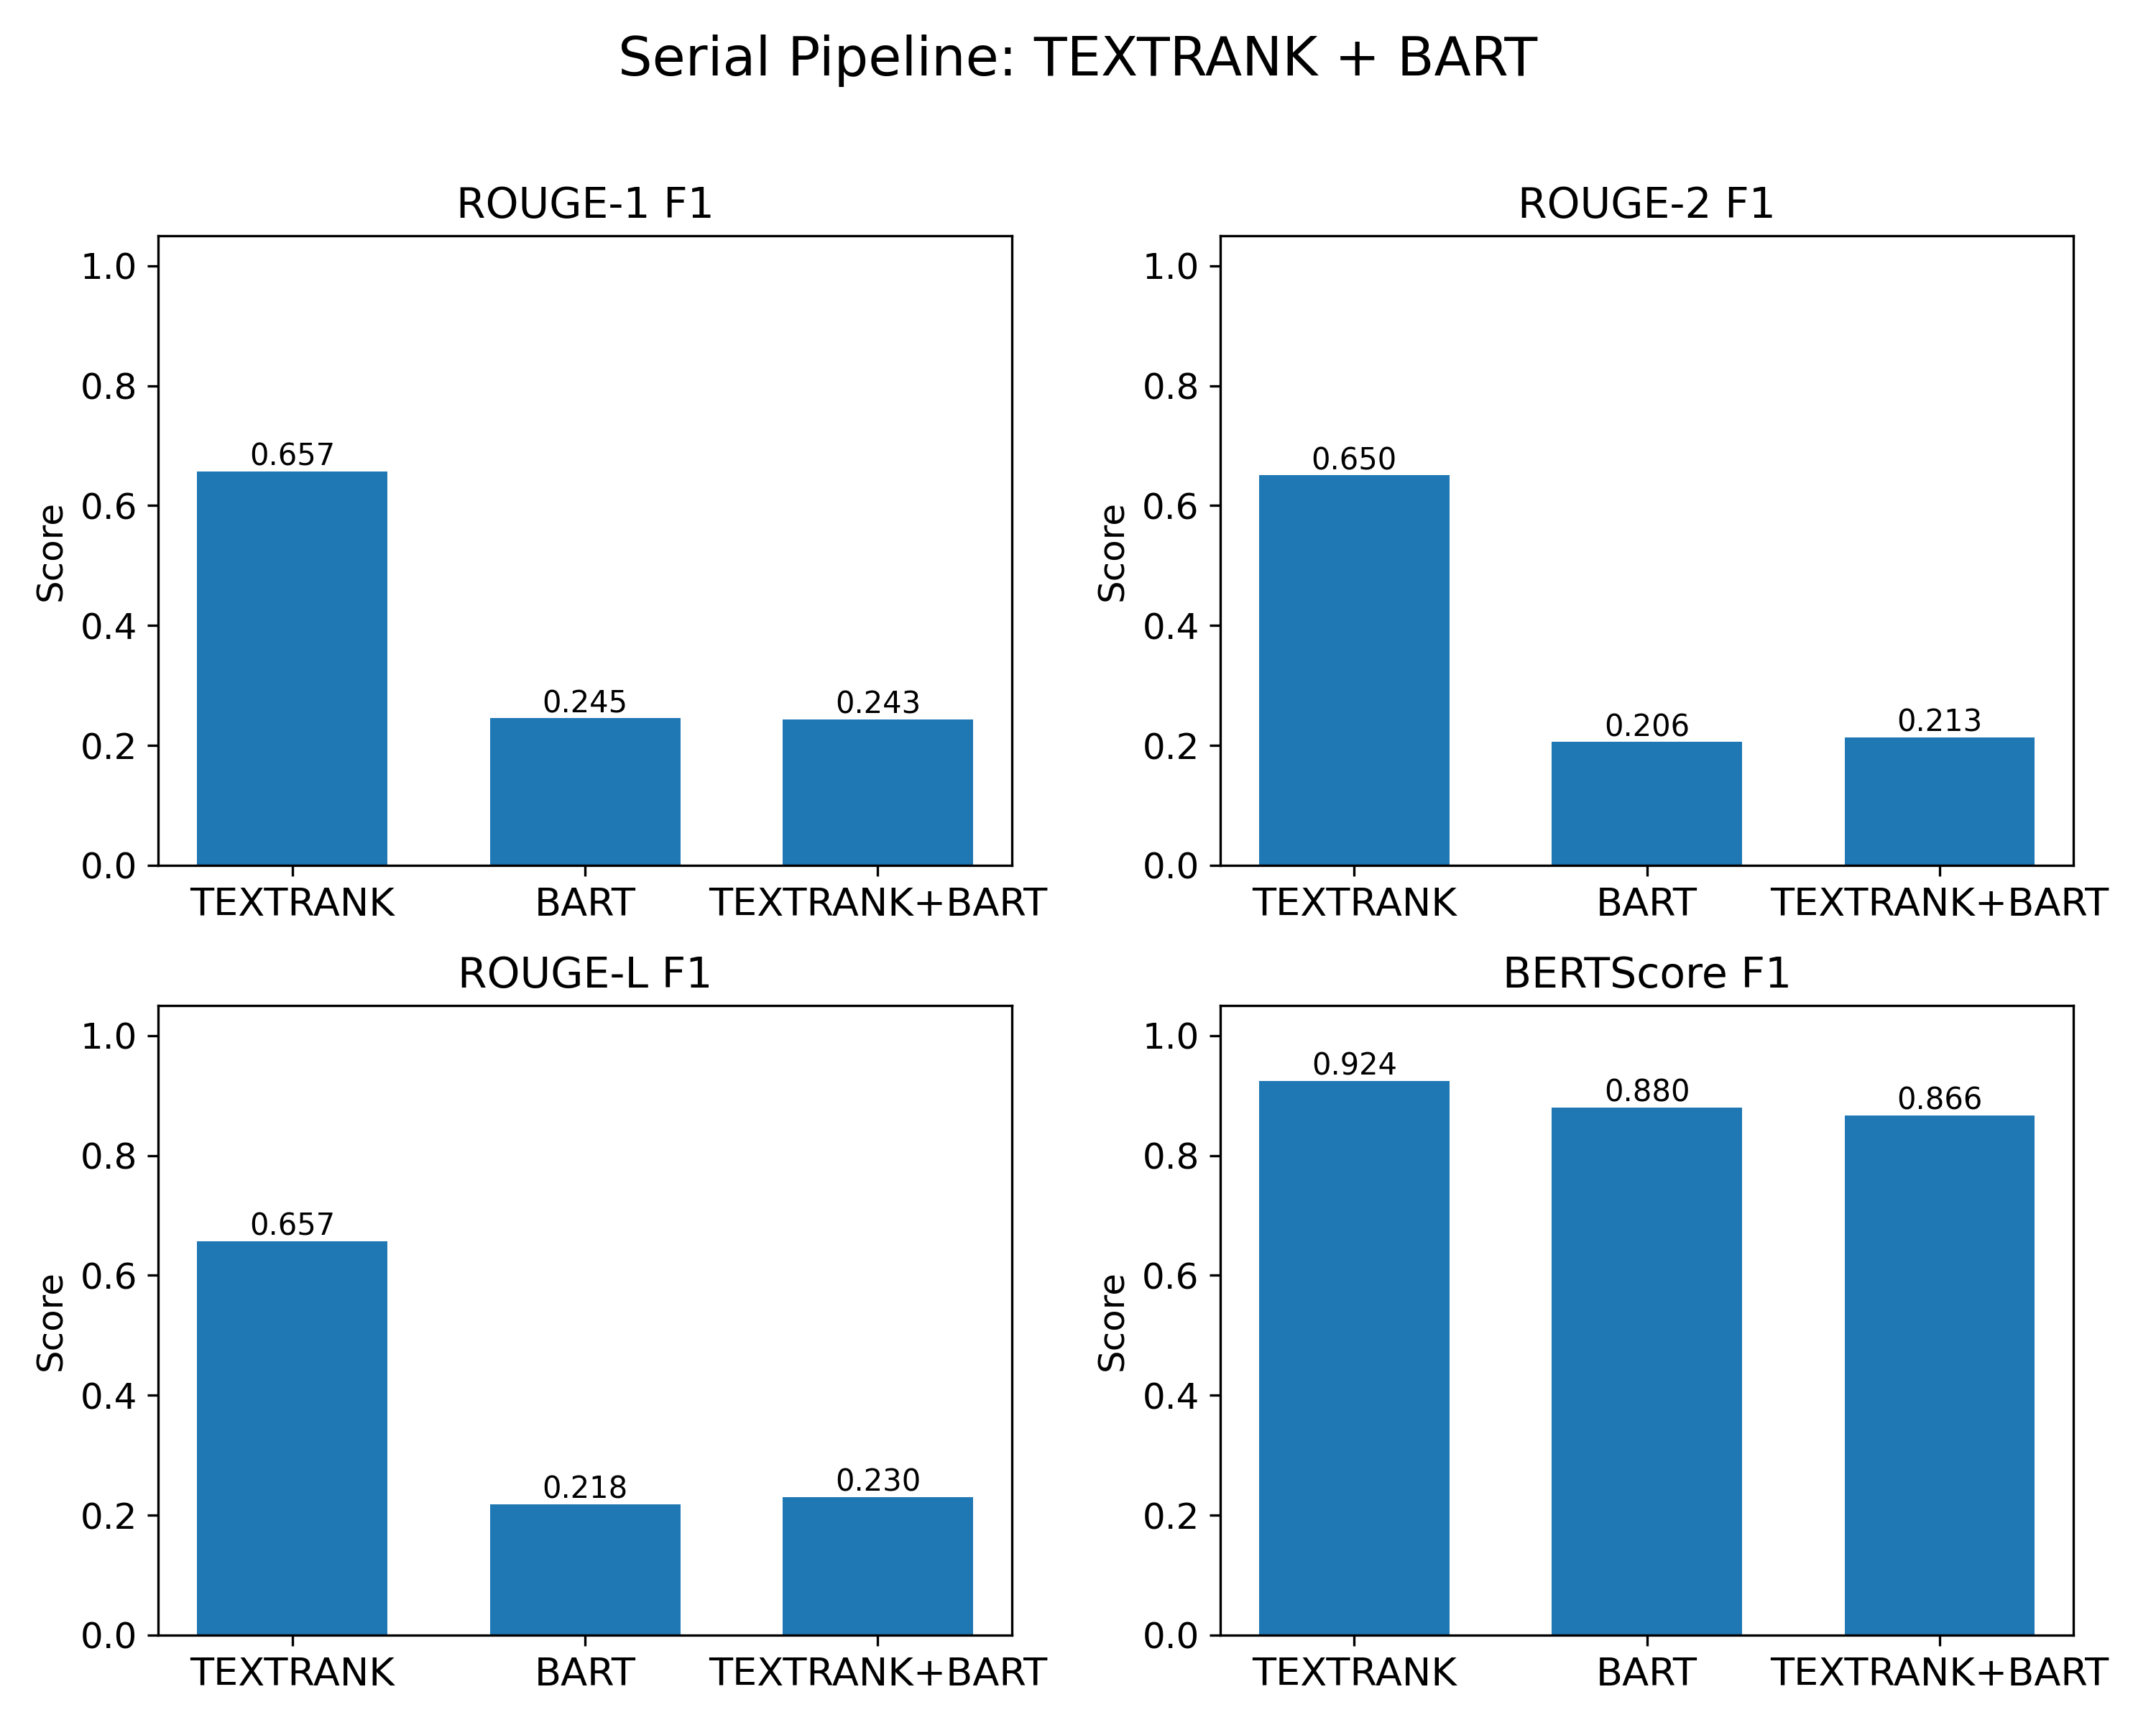 Serial Pipeline: TEXTRANK + BART
ROUGE-1 F1
Score
1.0
0.8
0.6
0.4
0.2
0.0
0.657
0.245
0.243
TEXTRANK BART TEXTRANK+BART
ROUGE-2 F1
Score
1.0
0.8
0.6
0.4
0.2
0.0
0.650
0.206
0.213
TEXTRANK BART TEXTRANK+BART
ROUGE-L F1
Score
1.0
0.8
0.6
0.4
0.2
0.0
0.657
0.218
0.230
TEXTRANK BART TEXTRANK+BART
BERTScore F1
Score
1.0
0.8
0.6
0.4
0.2
0.0
0.924
0.880
0.866
TEXTRANK BART TEXTRANK+BART